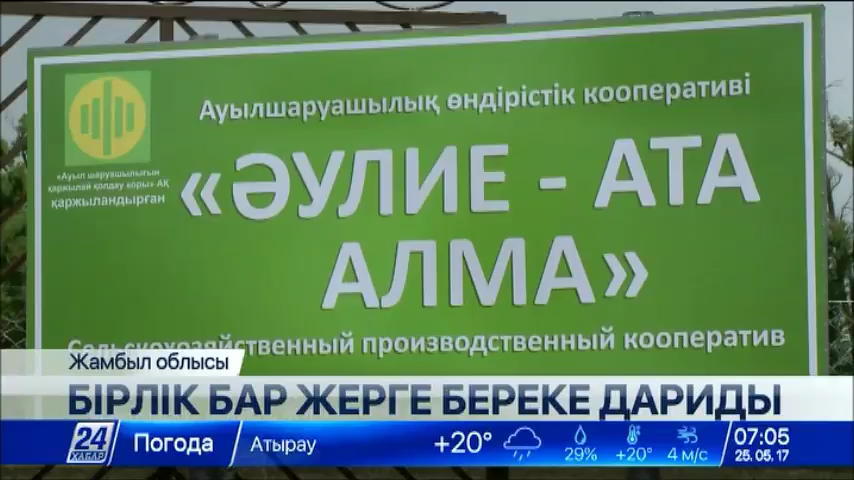 Ауылшаруашылық өндірістік кооперативі
«Ауыл шаруашылығын
қаржылай қолдау қоры» АҚ
қаржыландырған
«ӘУЛИЕ - АТА
АЛМА»
Сельскохозяйственный производственный кооператив
Жамбыл облысы
БІРЛІК БАР ЖЕРГЕ БЕРЕКЕ ДАРИДЫ
24
ХАБАР
Погода
Атырау
+20°
29%
+20°
4 м/с
07:05
25.05.17